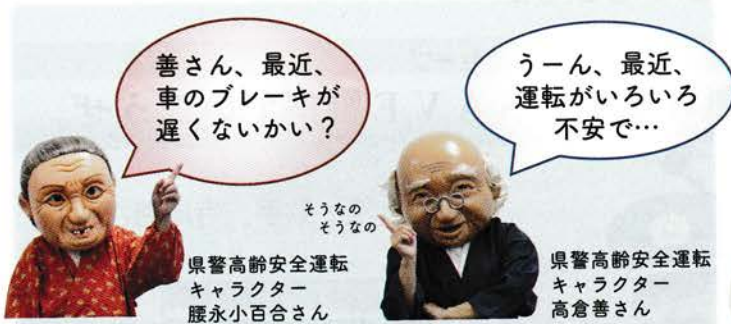 善さん、最近、
車のブレーキが
遅くないかい？
うーん、最近、
運転がいろいろ
不安で…
そうなの
そうなの
県警高齢安全運転
キャラクター
腰永小百合さん
県警高齢安全運転
キャラクター
高倉善さん